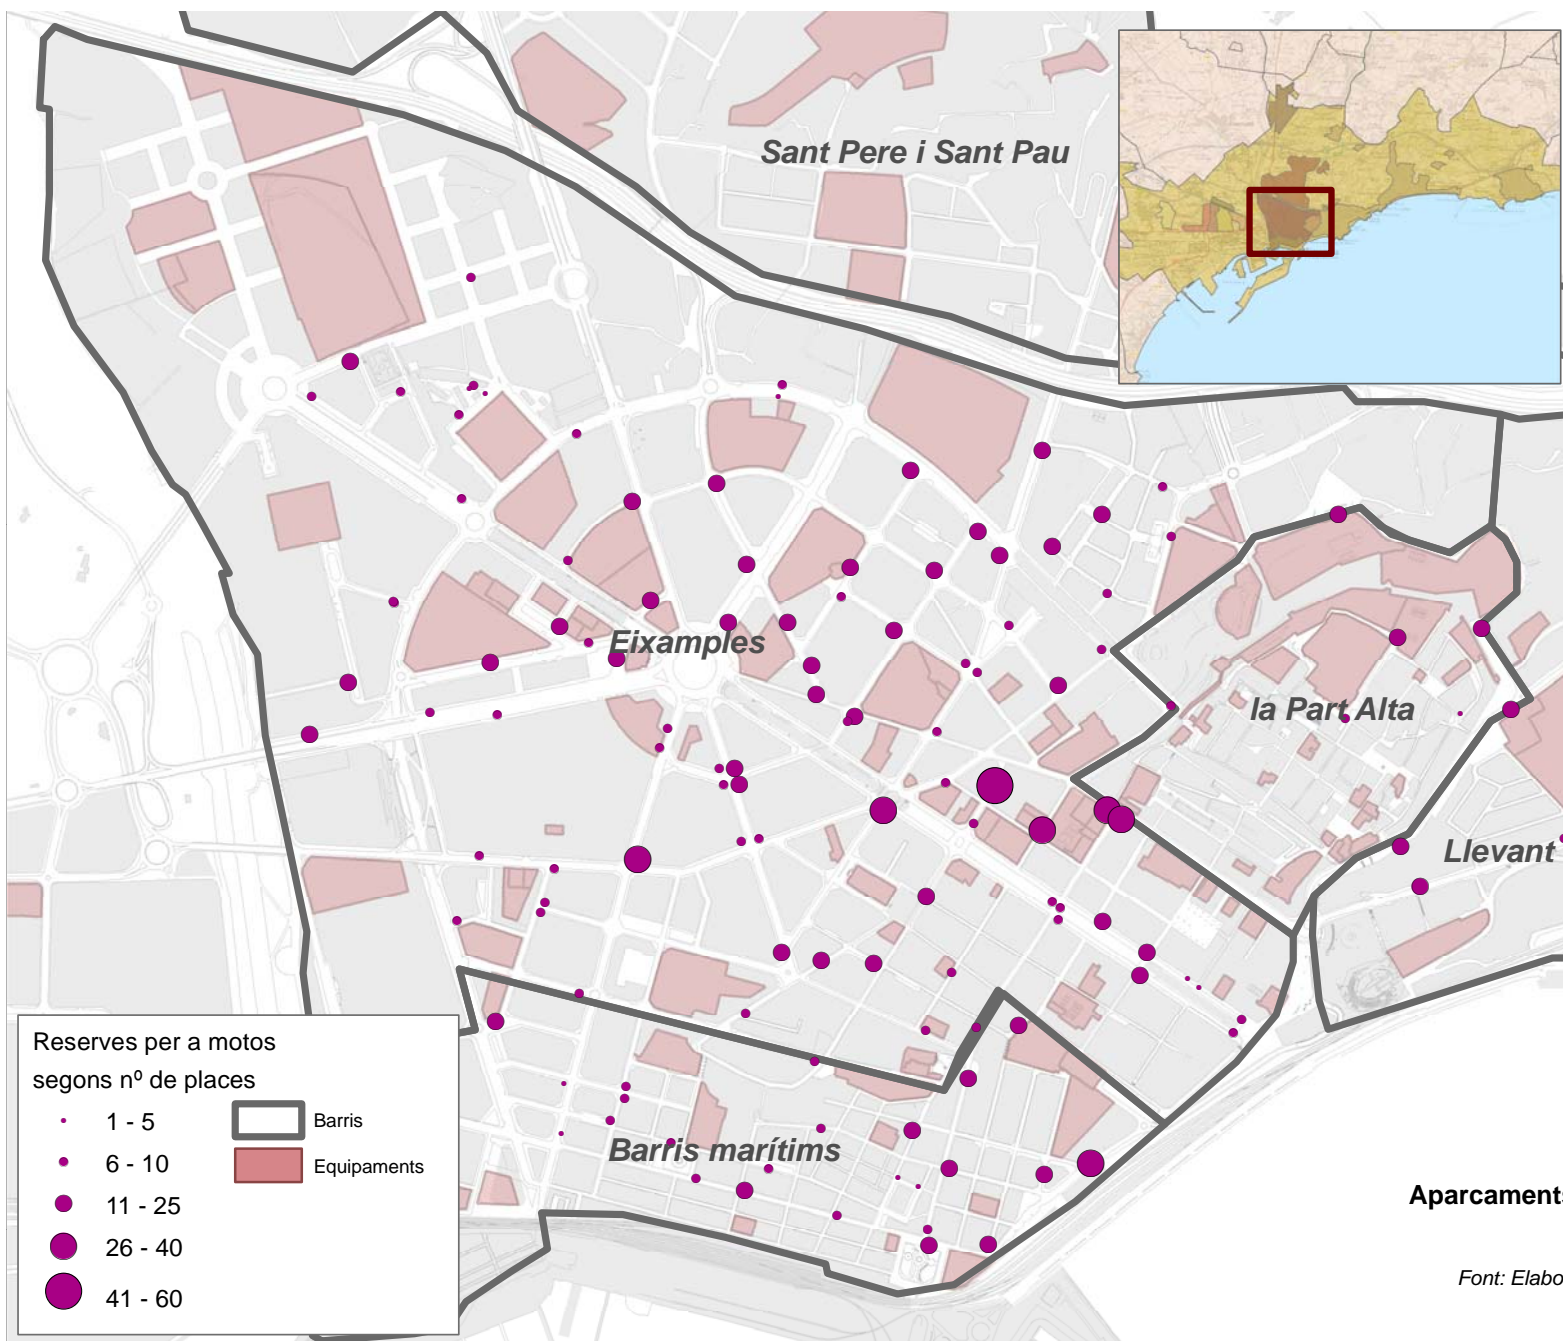 Sant Pere i Sant Pau
Eixamples
la Part Alta
Llevant
Barris marítims
Reserves per a motos
segons nº de places
1 - 5
6 - 10
11 - 25
26 - 40
41 - 60
Barris
Equipaments
Aparcaments
Font: Elabo